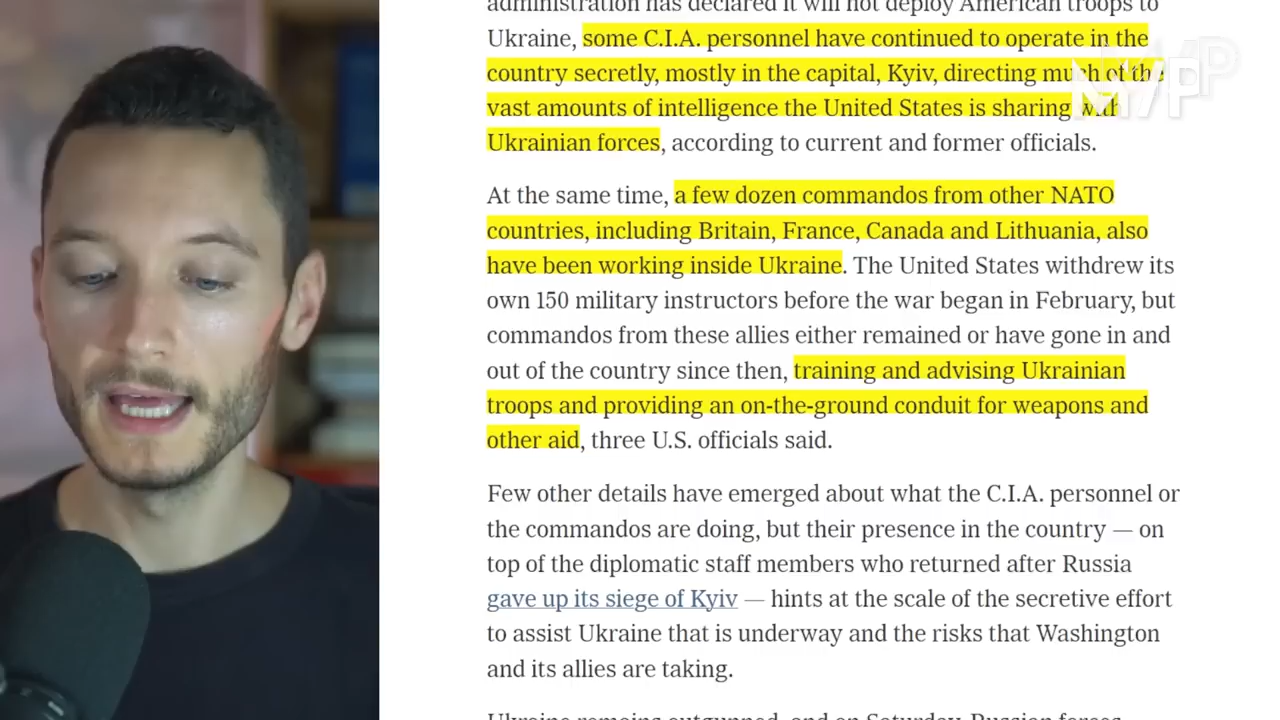 administration has declared it will not deploy American troops to
Ukraine, some C.I.A. personnel have continued to operate in the
country secretly, mostly in the capital, Kyiv, directing much of the
vast amounts of intelligence the United States is sharing with
Ukrainian forces, according to current and former officials.
At the same time, a few dozen commandos from other NATO
countries, including Britain, France, Canada and Lithuania, also
have been working inside Ukraine. The United States withdrew its
own 150 military instructors before the war began in February, but
commandos from these allies either remained or have gone in and
out of the country since then, training and advising Ukrainian
troops and providing an on-the-ground conduit for weapons and
other aid, three U.S. officials said.
Few other details have emerged about what the C.I.A. personnel or
the commandos are doing, but their presence in the country — on
top of the diplomatic staff members who returned after Russia
gave up its siege of Kyiv — hints at the scale of the secretive effort
to assist Ukraine that is underway and the risks that Washington
and its allies are taking.
Ukraine remains outgunned, and on Saturday, Russian forces